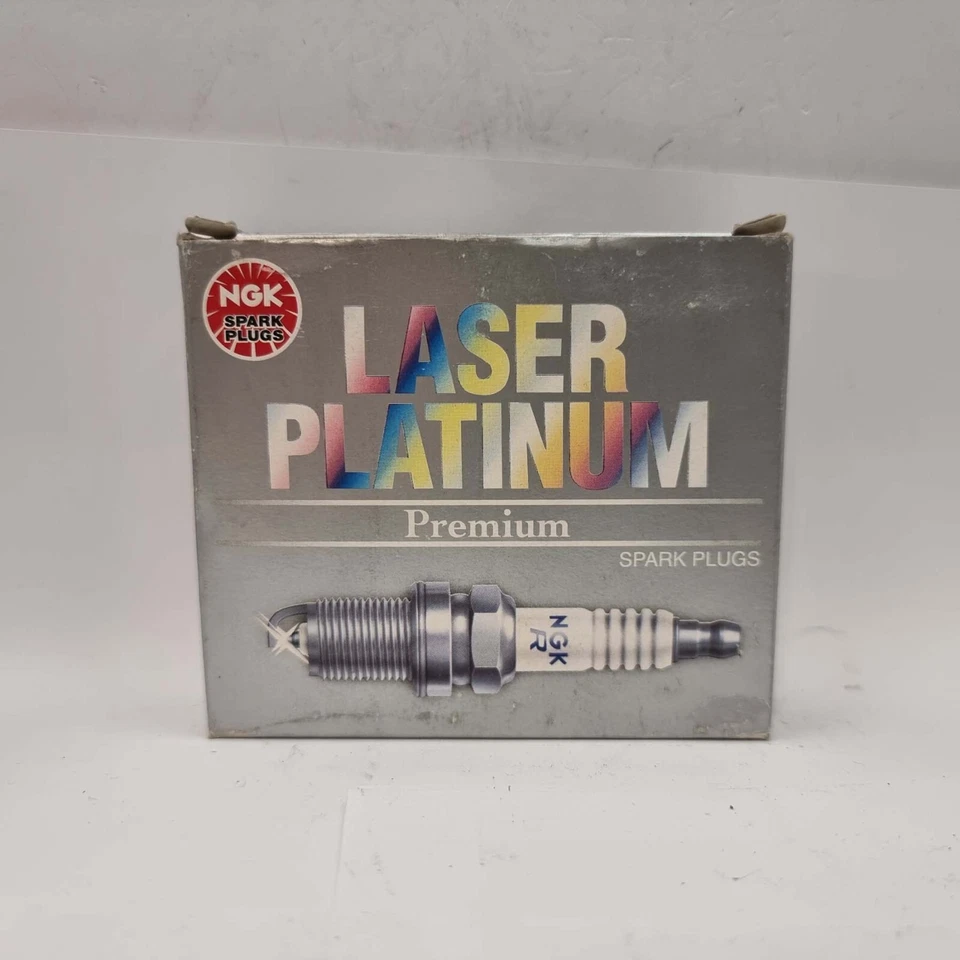 NGK
SPARK
PLUGS
LASER
PLATINUM
Premium
SPARK PLUGS
NGK
R